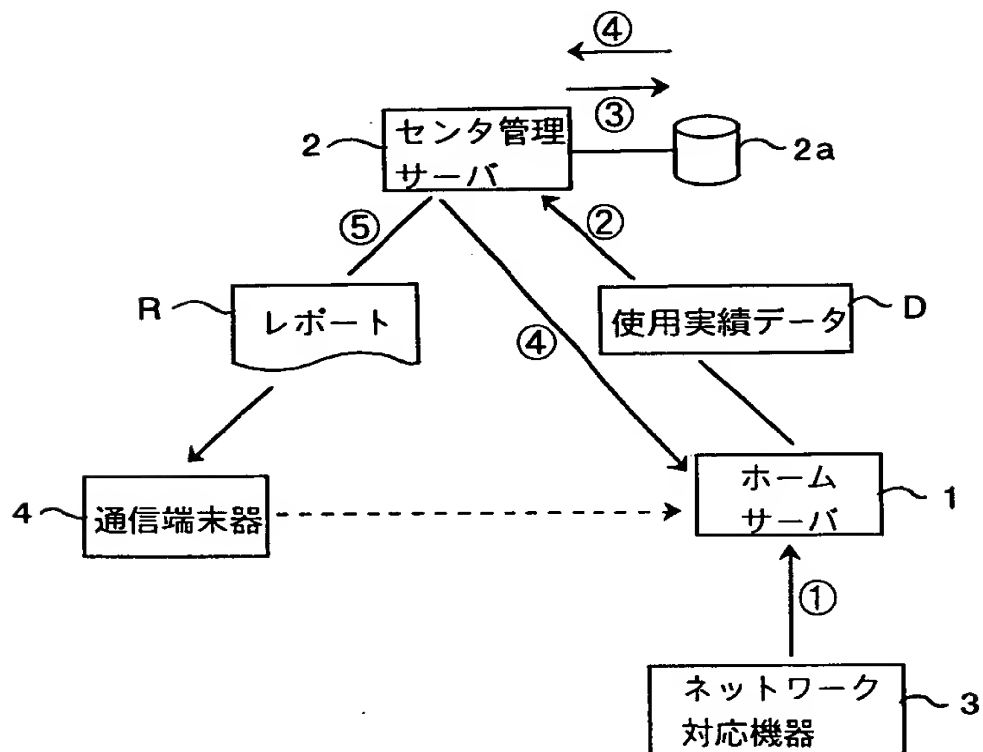 ④
③
センタ管理
サーバ
2
2a
⑤
②
R
レポート
④
使用実績データ
D
4
通信端末器
ホーム
サーバ
1
①
ネットワーク
対応機器
3